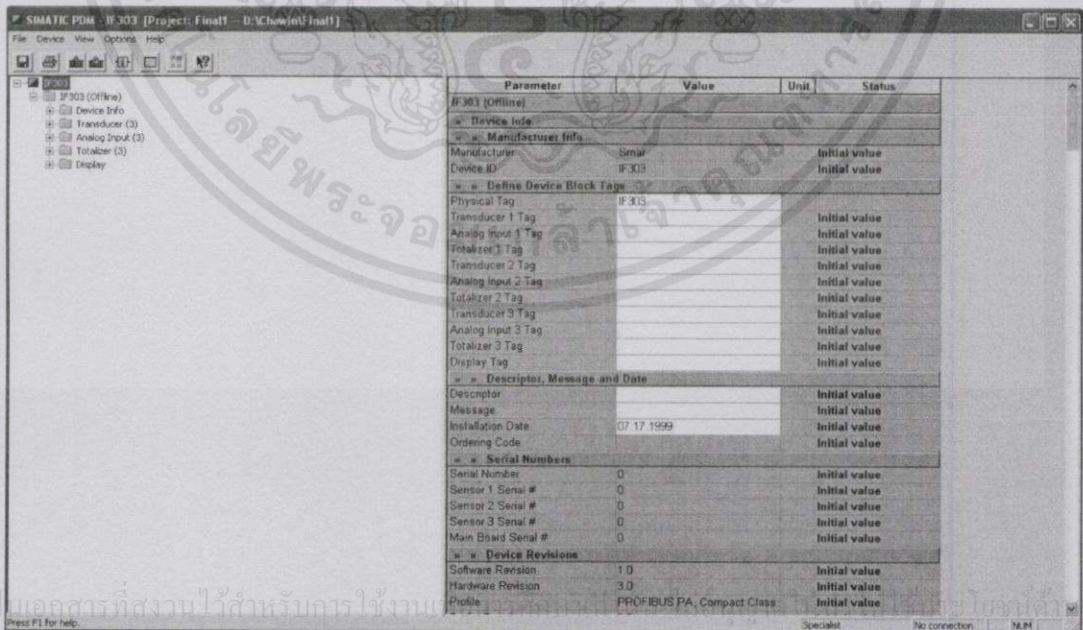 SIMATIC PDM - IF303 [Project: Final1 -- D:\Chawin\Final1]
File Device View Options Help
IF303
IF303 (Offline)
Device Info
Transducer (3)
Analog Input (3)
Totalizer (3)
Display
Parameter Value Unit Status
IF303 (Offline)
» Device Info
» » Manufacturer Info
Manufacturer Smar Initial value
Device ID IF303 Initial value
» » Define Device Block Tags
Physical Tag IF303
Transducer 1 Tag Initial value
Analog Input 1 Tag Initial value
Totalizer 1 Tag Initial value
Transducer 2 Tag Initial value
Analog Input 2 Tag Initial value
Totalizer 2 Tag Initial value
Transducer 3 Tag Initial value
Analog Input 3 Tag Initial value
Totalizer 3 Tag Initial value
Display Tag Initial value
» » Descriptor, Message and Date
Descriptor Initial value
Message Initial value
Installation Date 07.17.1999 Initial value
Ordering Code Initial value
» » Serial Numbers
Serial Number 0 Initial value
Sensor 1 Serial # 0 Initial value
Sensor 2 Serial # 0 Initial value
Sensor 3 Serial # 0 Initial value
Main Board Serial # 0 Initial value
» » Device Revisions
Software Revision 1.0 Initial value
Hardware Revision 3.0 Initial value
Profile PROFIBUS PA, Compact Class Initial value
Press F1 for help. Specialist No connection NUM